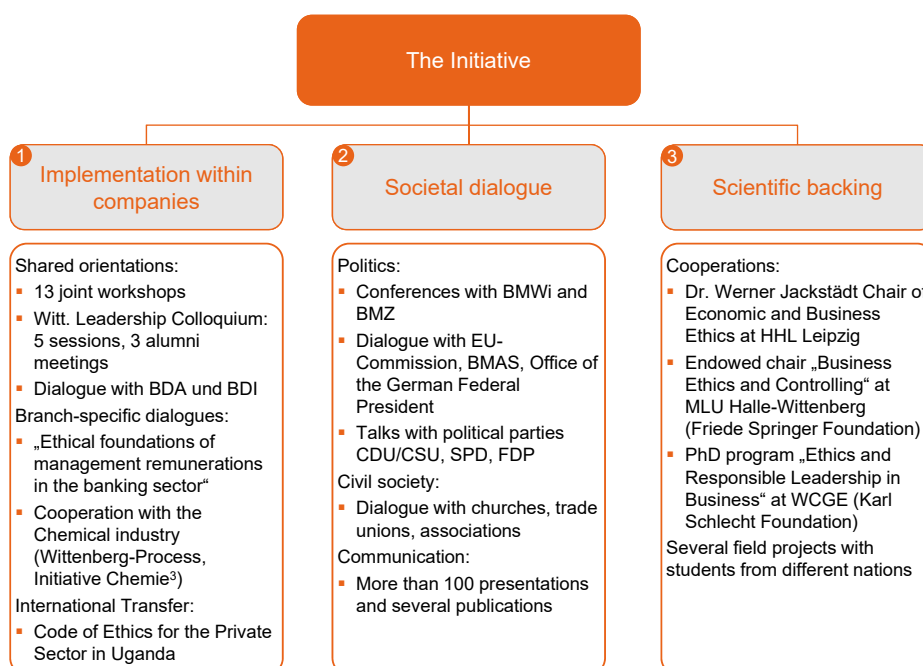 The Initiative
1
Implementation within
companies
Shared orientations:
▪ 13 joint workshops
▪ Witt. Leadership Colloquium:
5 sessions, 3 alumni
meetings
▪ Dialogue with BDA und BDI
Branch-specific dialogues:
▪ „Ethical foundations of
management remunerations
in the banking sector“
▪ Cooperation with the
Chemical industry
(Wittenberg-Process,
Initiative Chemie³)
International Transfer:
▪ Code of Ethics for the Private
Sector in Uganda
2
Societal dialogue
Politics:
▪ Conferences with BMWi and
BMZ
▪ Dialogue with EU-
Commission, BMAS, Office of
the German Federal
President
▪ Talks with political parties
CDU/CSU, SPD, FDP
Civil society:
▪ Dialogue with churches, trade
unions, associations
Communication:
▪ More than 100 presentations
and several publications
3
Scientific backing
Cooperations:
▪ Dr. Werner Jackstädt Chair of
Economic and Business
Ethics at HHL Leipzig
▪ Endowed chair „Business
Ethics and Controlling“ at
MLU Halle-Wittenberg
(Friede Springer Foundation)
▪ PhD program „Ethics and
Responsible Leadership in
Business“ at WCGE (Karl
Schlecht Foundation)
Several field projects with
students from different nations